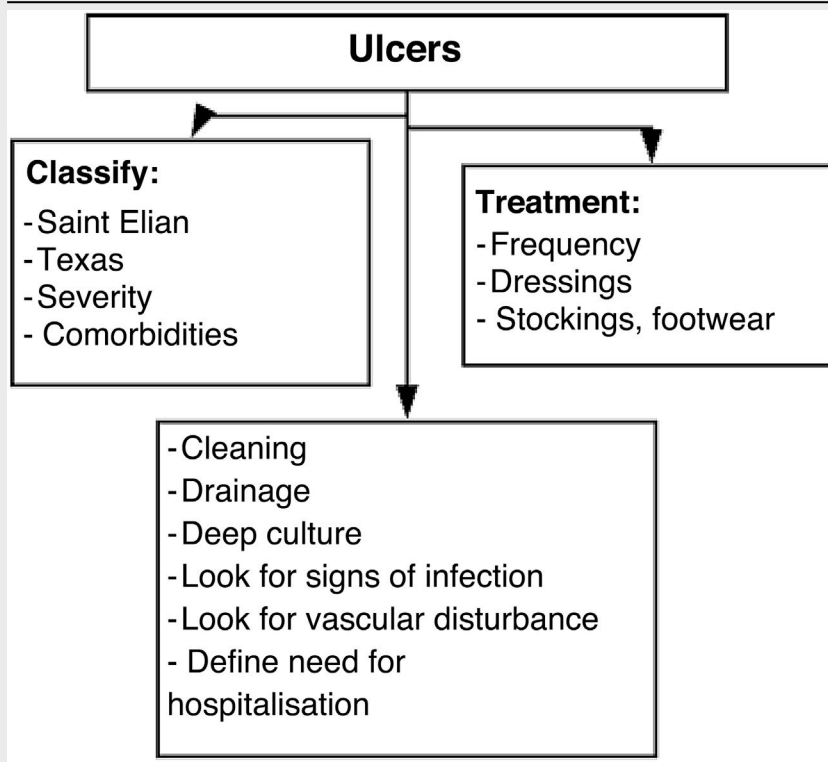 Ulcers
Classify:
-Saint Elian
-Texas
-Severity
- Comorbidities
Treatment:
-Frequency
-Dressings
- Stockings, footwear
-Cleaning
-Drainage
-Deep culture
-Look for signs of infection
-Look for vascular disturbance
- Define need for
hospitalisation